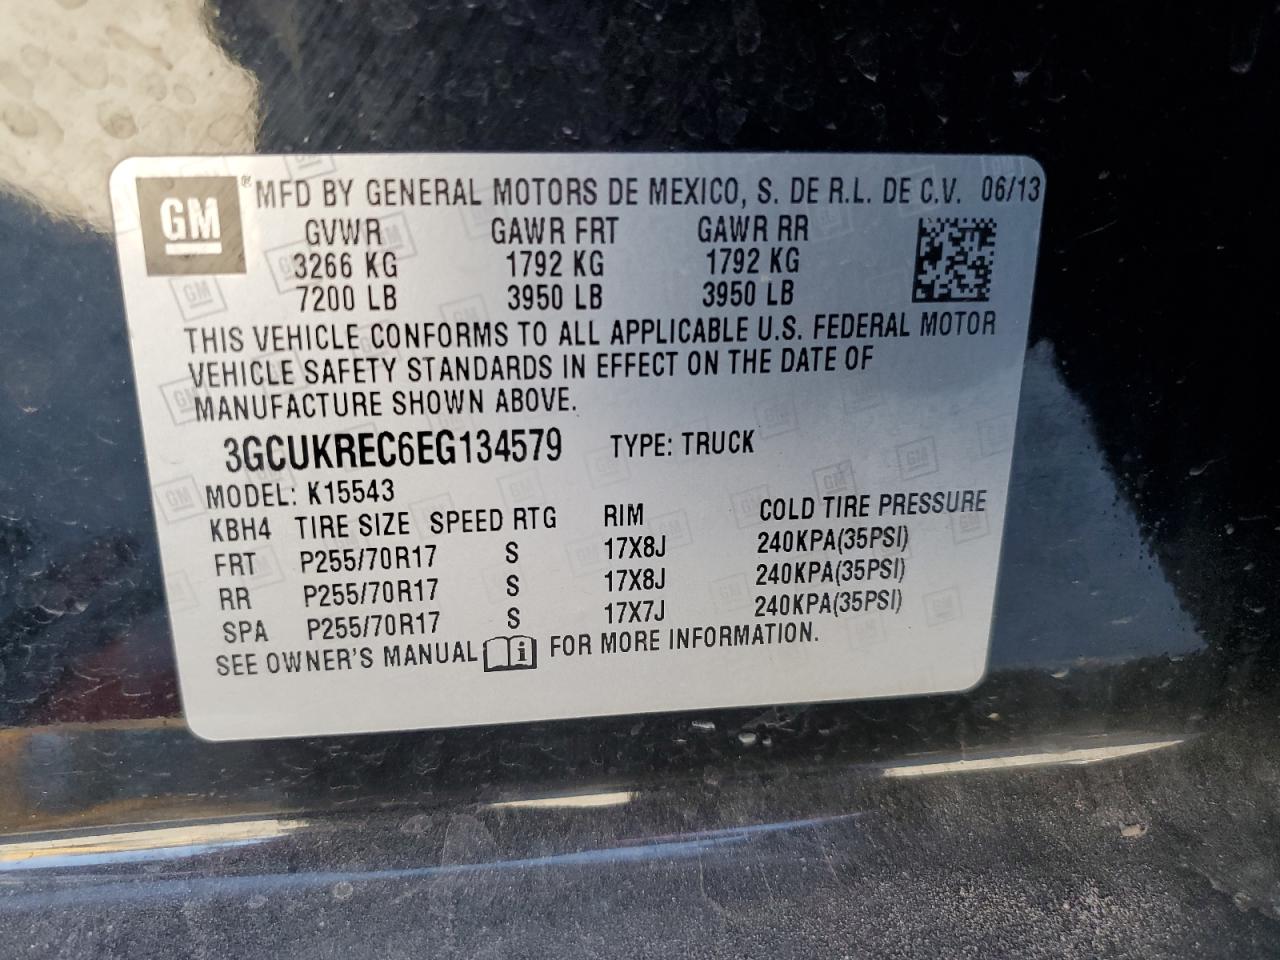 GM ® MFD BY GENERAL MOTORS DE MEXICO, S. DE R.L. DE C.V. 06/13
GVWR GAWR FRT GAWR RR
3266 KG 1792 KG 1792 KG
7200 LB 3950 LB 3950 LB
THIS VEHICLE CONFORMS TO ALL APPLICABLE U.S. FEDERAL MOTOR
VEHICLE SAFETY STANDARDS IN EFFECT ON THE DATE OF
MANUFACTURE SHOWN ABOVE.
3GCUKREC6EG134579 TYPE: TRUCK
MODEL: K15543
KBH4 TIRE SIZE SPEED RTG RIM COLD TIRE PRESSURE
FRT P255/70R17 S 17X8J 240KPA(35PSI)
RR P255/70R17 S 17X8J 240KPA(35PSI)
SPA P255/70R17 S 17X7J 240KPA(35PSI)
SEE OWNER'S MANUAL i FOR MORE INFORMATION.